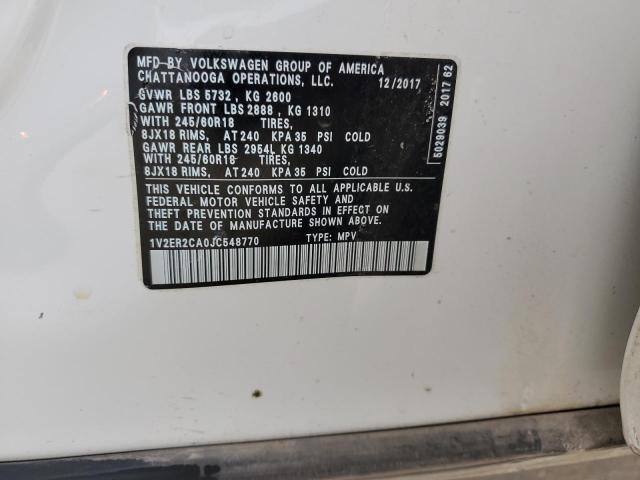 MFD-BY VOLKSWAGEN GROUP OF AMERICA
CHATTANOOGA OPERATIONS, LLC. 12/2017
GVWR LBS 5732 , KG 2600
GAWR FRONT LBS 2888 , KG 1310
WITH 245/60R18 TIRES,
8JX18 RIMS, AT 240 KPA 35 PSI COLD
GAWR REAR LBS 2954L KG 1340
WITH 245/60R18 TIRES,
8JX18 RIMS, AT 240 KPA 35 PSI COLD
THIS VEHICLE CONFORMS TO ALL APPLICABLE U.S.
FEDERAL MOTOR VEHICLE SAFETY AND
THEFT PREVENTION STANDARDS IN EFFECT ON
THE DATE OF MANUFACTURE SHOWN ABOVE.
1V2ER2CA0JC548770 TYPE: MPV
5029039 2017 62